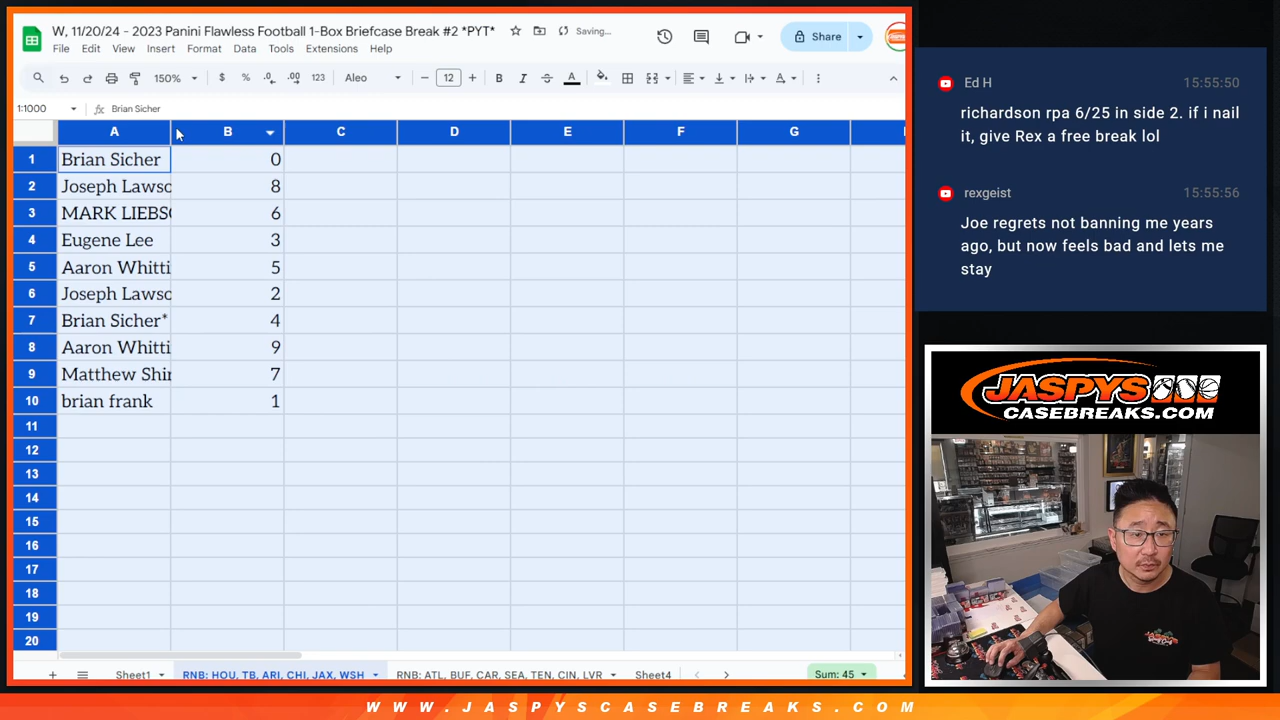 W, 11/20/24 - 2023 Panini Flawless Football 1-Box Briefcase Break #2 *PYT*
Saving...
File Edit View Insert Format Data Tools Extensions Help
Share
150% $ % .0 .00 123 Aleo 12 B I A
1:1000 fx Brian Sicher
A B C D E F G
1 Brian Sicher 0
2 Joseph Lawso 8
3 MARK LIEBSO 6
4 Eugene Lee 3
5 Aaron Whitti 5
6 Joseph Lawso 2
7 Brian Sicher* 4
8 Aaron Whitti 9
9 Matthew Shir 7
10 brian frank 1
11
12
13
14
15
16
17
18
19
20
Sheet1 RNB: HOU, TB, ARI, CHI, JAX, WSH RNB: ATL, BUF, CAR, SEA, TEN, CIN, LVR Sheet4 Sum: 45
Ed H 15:55:50
richardson rpa 6/25 in side 2. if i nail
it, give Rex a free break lol
rexgeist 15:55:56
Joe regrets not banning me years
ago, but now feels bad and lets me
stay
JASPYS
CASEBREAKS.COM
WWW.JASPYSCASEBREAKS.COM